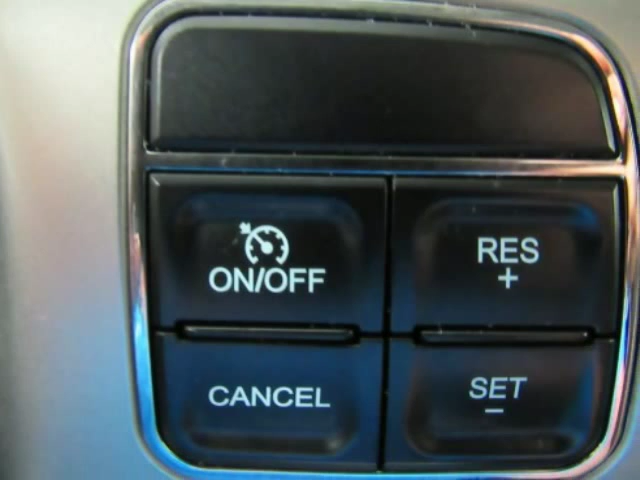 ON/OFF
RES
+
CANCEL
SET
–